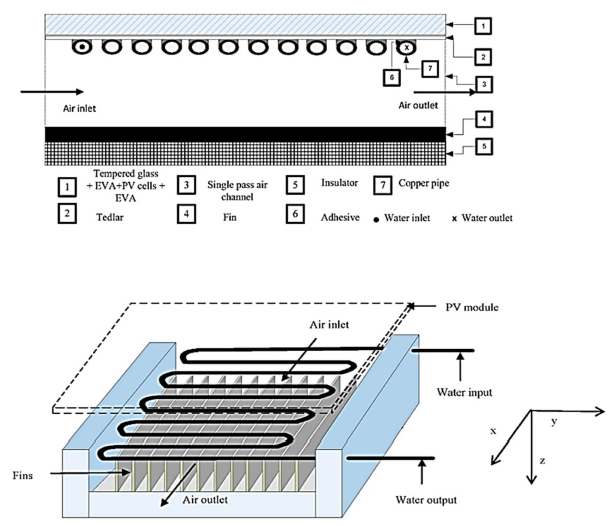 1
2
6
7
3
Air inlet
Air outlet
4
5
1 Tempered glass + EVA+PV cells + EVA
3 Single pass air channel
5 Insulator
7 Copper pipe
2 Tedlar
4 Fin
6 Adhesive
● Water inlet
x Water outlet
PV module
Air inlet
Water input
x
y
z
Fins
Air outlet
Water output